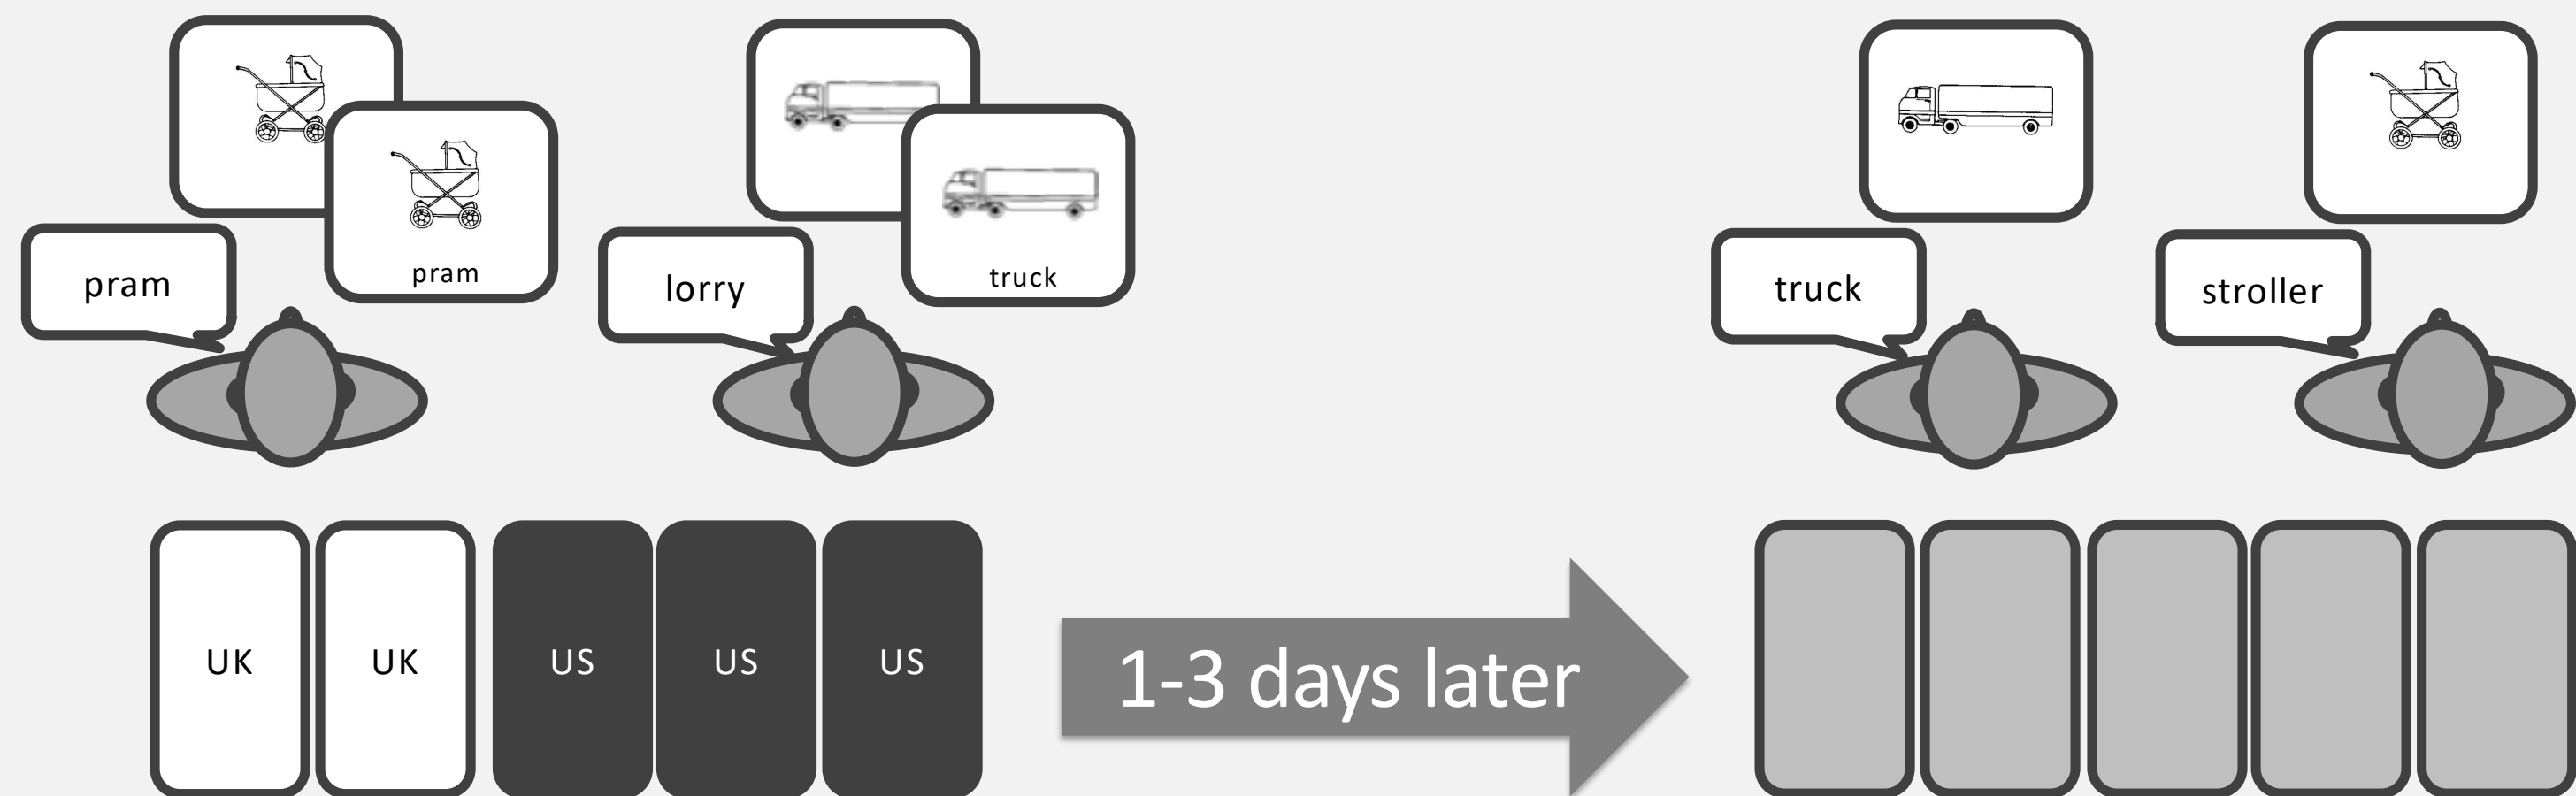 pram
pram
lorry
truck
truck
stroller
UK
UK
US
US
US
1-3 days later